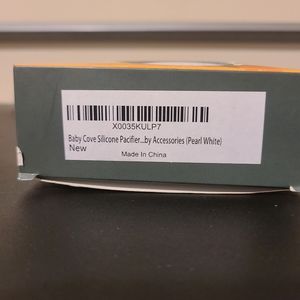 X0035KULP7
Baby Cove Silicone Pacifier...by Accessories (Pearl White)
New
Made In China